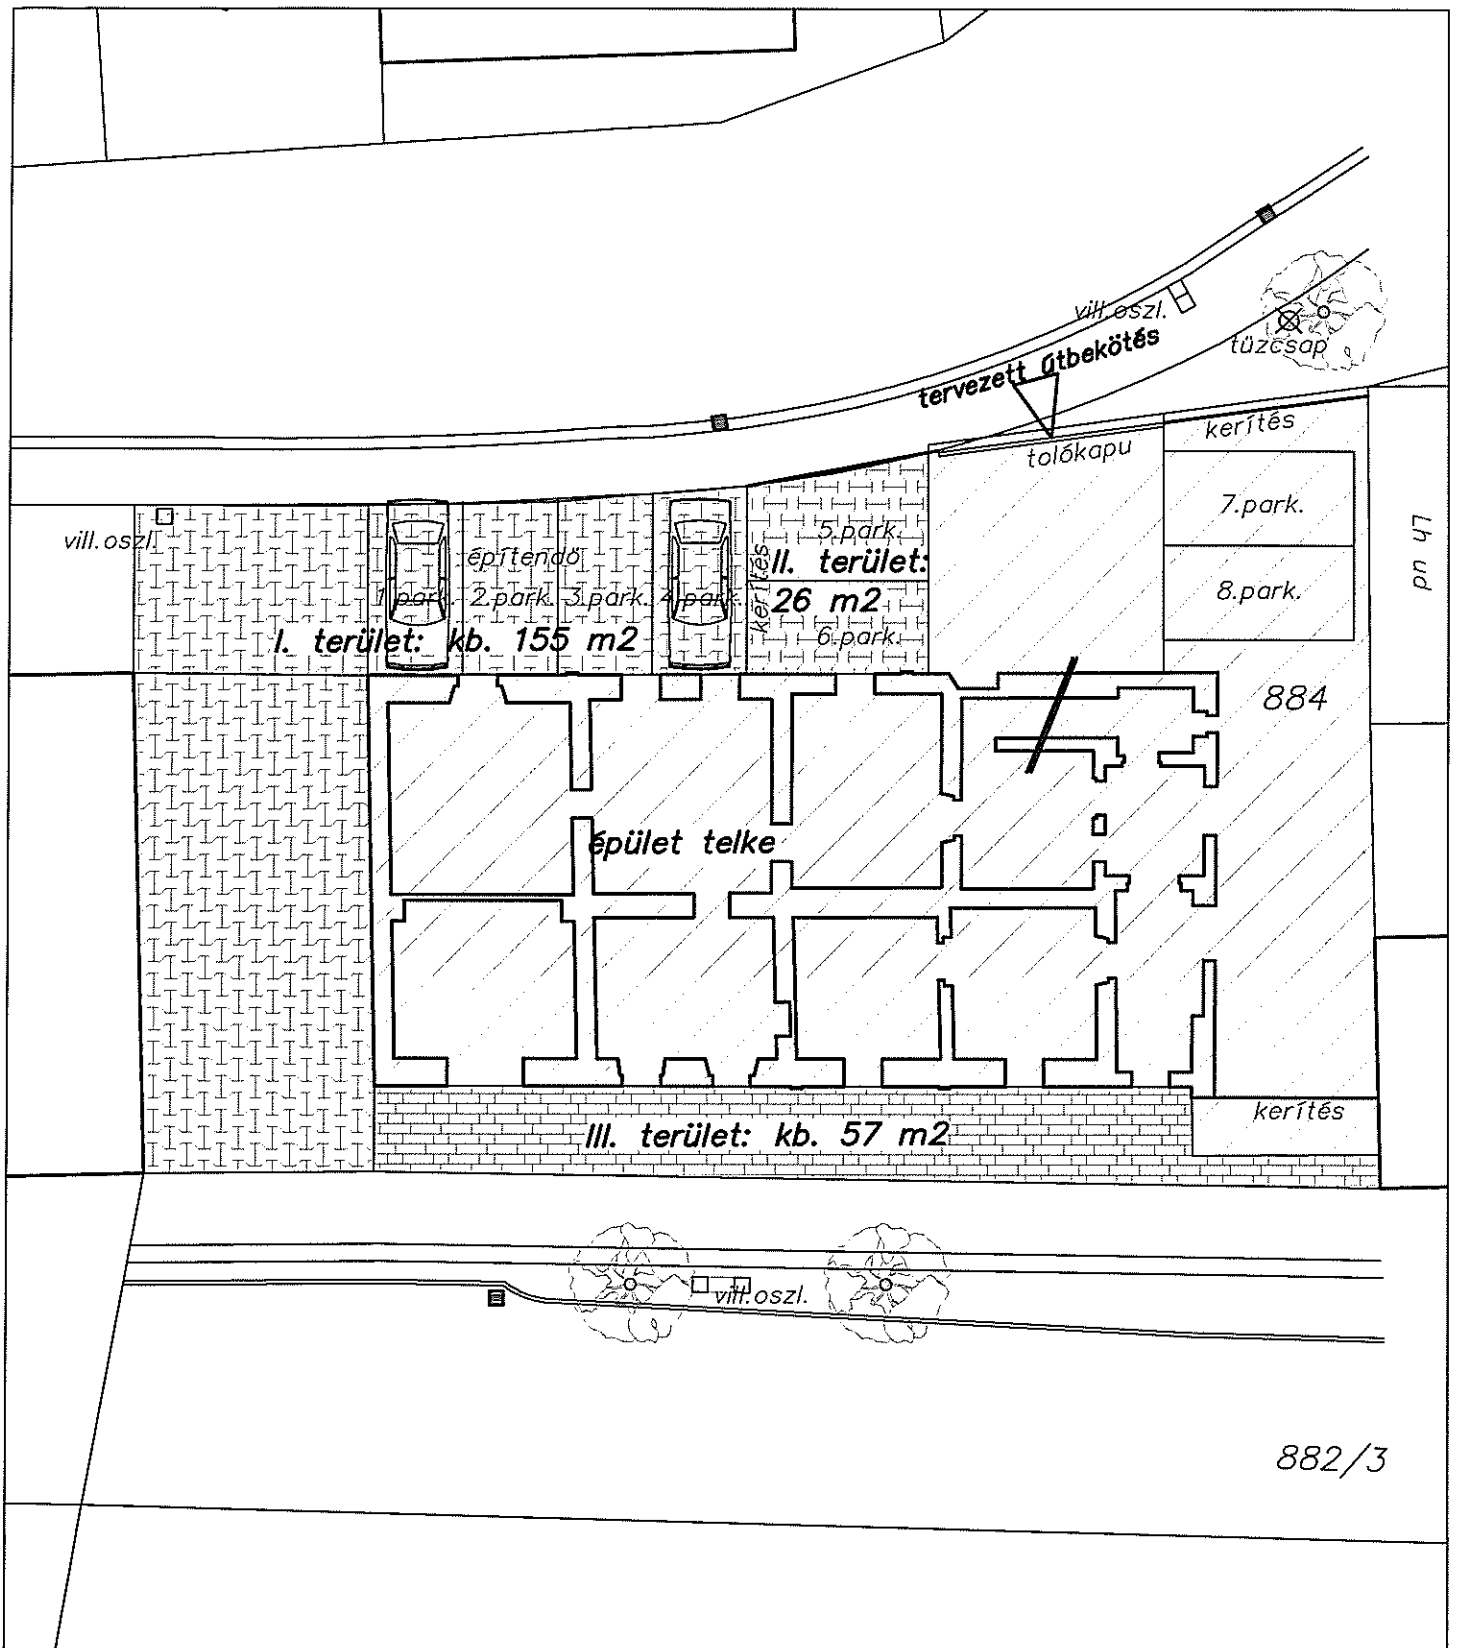 vill.oszl.
tűzcsap
tervezett útbekötés
kerítés
tolókapu
7.park.
8.park.
vill.oszl.
építendő
1.park. 2.park. 3.park. 4.park.
kerítés
5.park.
II. terület:
26 m2
6.park.
I. terület: kb. 155 m2
884
épület telke
kerítés
III. terület: kb. 57 m2
vill.oszl.
882/3